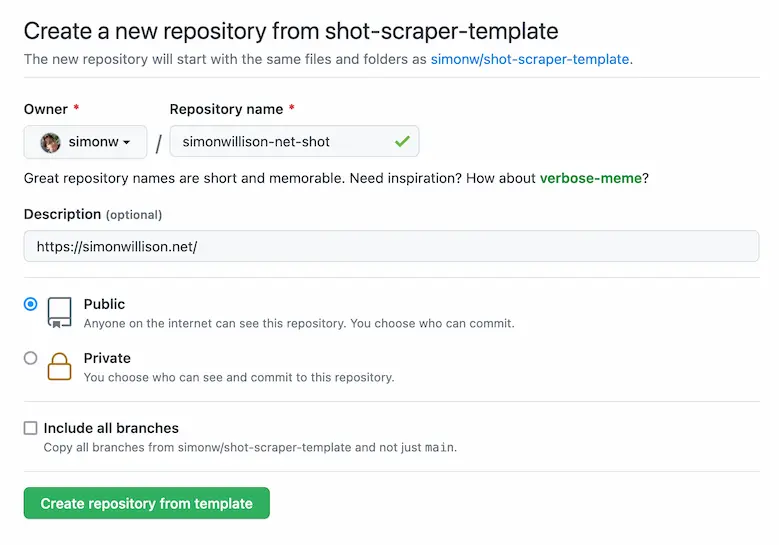 Create a new repository from shot-scraper-template
The new repository will start with the same files and folders as simonw/shot-scraper-template.
Owner * Repository name *
simonw / simonwillison-net-shot
Great repository names are short and memorable. Need inspiration? How about verbose-meme?
Description (optional)
https://simonwillison.net/
Public
Anyone on the internet can see this repository. You choose who can commit.
Private
You choose who can see and commit to this repository.
Include all branches
Copy all branches from simonw/shot-scraper-template and not just main.
Create repository from template